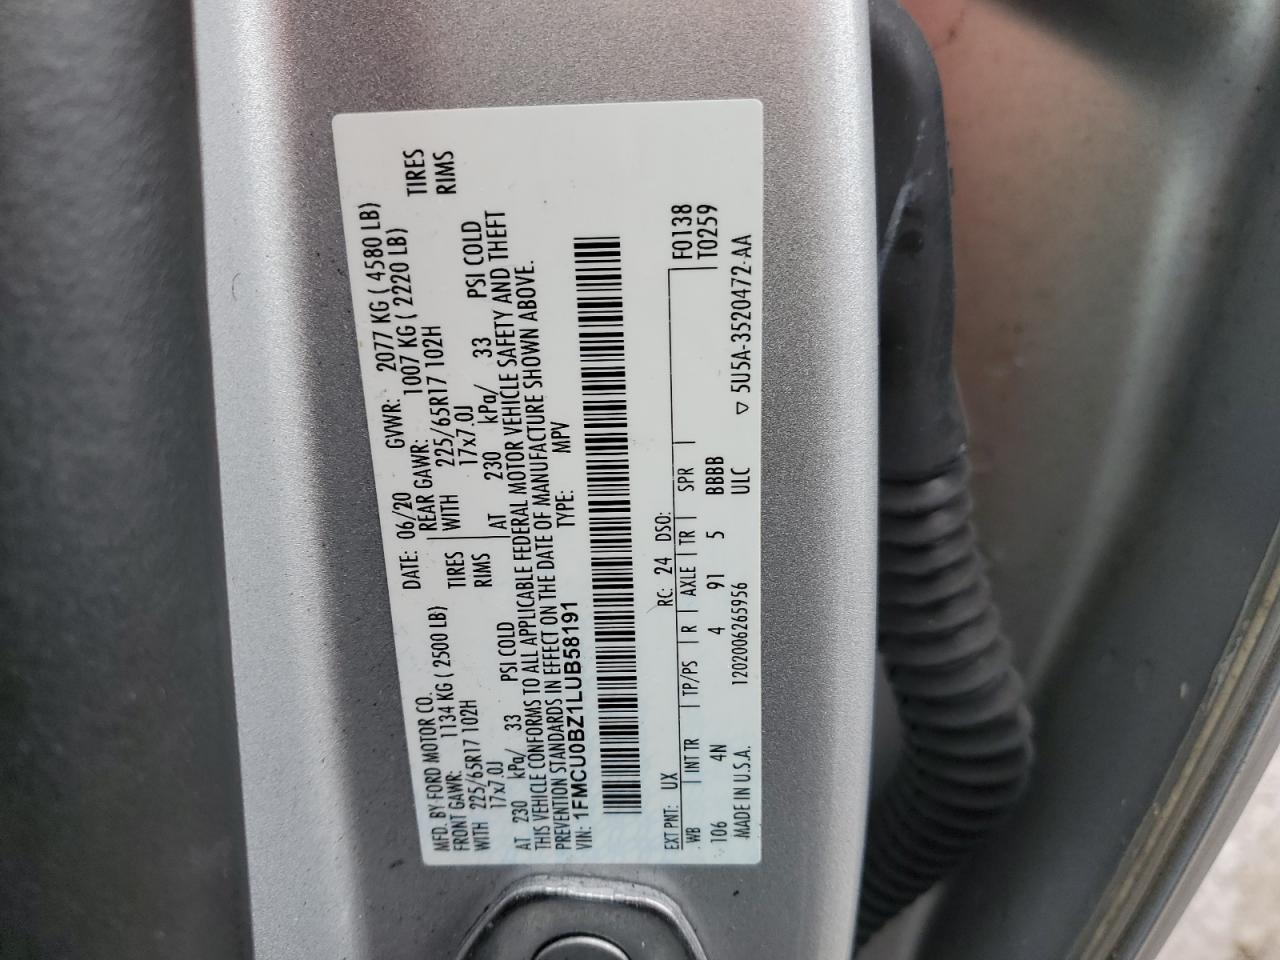 MFD. BY FORD MOTOR CO. DATE: 06/20 GVWR: 2077 KG ( 4580 LB)
FRONT GAWR: 1134 KG ( 2500 LB) REAR GAWR: 1007 KG ( 2220 LB)
WITH 225/65R17 102H TIRES WITH 225/65R17 102H TIRES
17x7.0J RIMS 17x7.0J RIMS
AT 230 kPa/ 33 PSI COLD AT 230 kPa/ 33 PSI COLD
THIS VEHICLE CONFORMS TO ALL APPLICABLE FEDERAL MOTOR VEHICLE SAFETY AND THEFT
PREVENTION STANDARDS IN EFFECT ON THE DATE OF MANUFACTURE SHOWN ABOVE.
VIN: 1FMCU0BZ1LUB58191 TYPE: MPV
EXT PNT: UX RC: 24 DSO: F0138
WB INT TR TP/PS R AXLE TR SPR T0259
106 4N 4 91 5 BBBB
MADE IN U.S.A. 120200626595​6 ULC ▽ 5U5A-3520472-AA